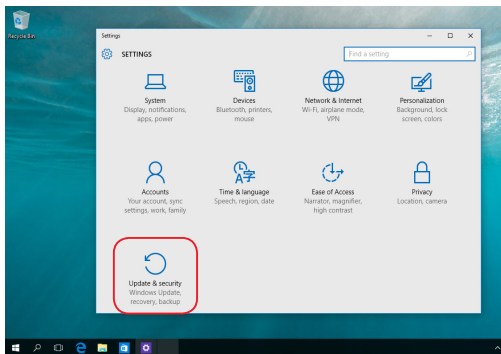 Recycle Bin
Settings
SETTINGS
Find a setting
System
Display, notifications,
apps, power
Devices
Bluetooth, printers,
mouse
Network & Internet
Wi-Fi, airplane mode,
VPN
Personalization
Background, lock
screen, colors
Accounts
Your account, sync
settings, work, family
A字
Time & language
Speech, region, date
Ease of Access
Narrator, magnifier,
high contrast
Privacy
Location, camera
Update & security
Windows Update,
recovery, backup